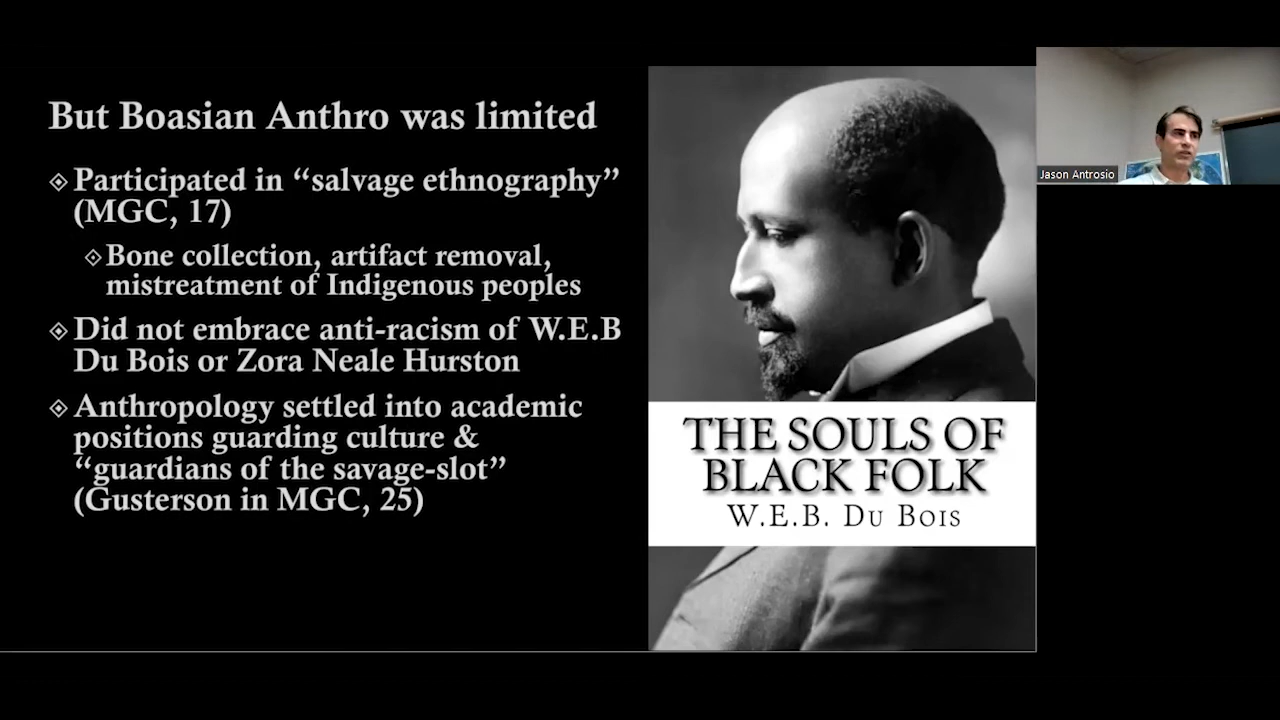 But Boasian Anthro was limited
Participated in “salvage ethnography”
(MGC, 17)
Bone collection, artifact removal,
mistreatment of Indigenous peoples
Did not embrace anti-racism of W.E.B
Du Bois or Zora Neale Hurston
Anthropology settled into academic
positions guarding culture &
“guardians of the savage-slot”
(Gusterson in MGC, 25)
THE SOULS OF
BLACK FOLK
W.E.B. DU BOIS
Jason Antrosio